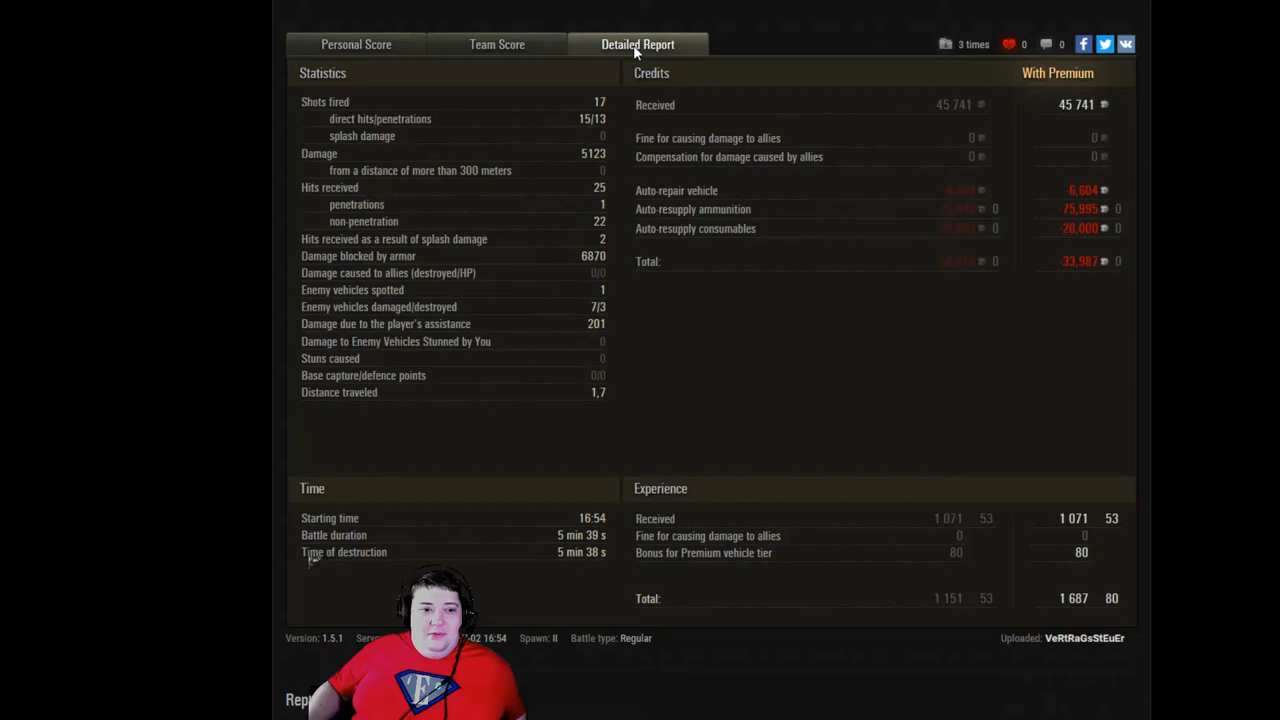 Personal Score Team Score Detailed Report 3 times 0 0
Statistics Credits With Premium
Shots fired 17
direct hits/penetrations 15/13
splash damage 0
Damage 5123
from a distance of more than 300 meters 0
Hits received 25
penetrations 1
non-penetration 22
Hits received as a result of splash damage 2
Damage blocked by armor 6870
Damage caused to allies (destroyed/HP) 0/0
Enemy vehicles spotted 1
Enemy vehicles damaged/destroyed 7/3
Damage due to the player's assistance 201
Damage to Enemy Vehicles Stunned by You 0
Stuns caused 0
Base capture/defence points 0/0
Distance traveled 1,7
Received 45 741 45 741
Fine for causing damage to allies 0 0
Compensation for damage caused by allies 0 0
Auto-repair vehicle -6,604
Auto-resupply ammunition 0 -75,995 0
Auto-resupply consumables 0 -20,000 0
Total: 0 -33,987 0
Time
Starting time 16:54
Battle duration 5 min 39 s
Time of destruction 5 min 38 s
Experience
Received 1 071 53 1 071 53
Fine for causing damage to allies 0 0
Bonus for Premium vehicle tier 80 80
Total: 1 151 53 1 687 80
Version: 1.5.1 -02 16:54 Spawn: II Battle type: Regular Uploaded: VeRtRaGsStEuEr